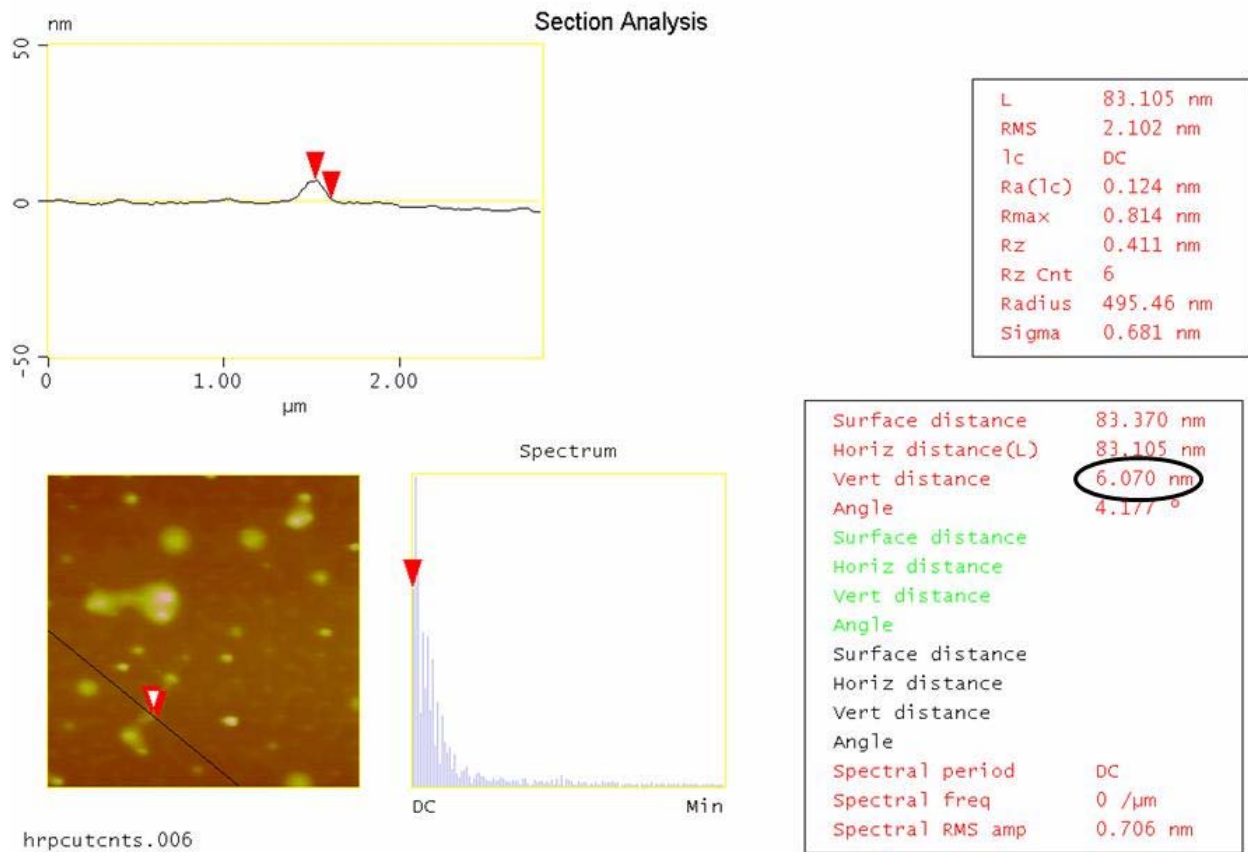 Section Analysis
nm
50
0
-50
0 1.00 2.00
µm
L 83.105 nm
RMS 2.102 nm
lc DC
Ra(lc) 0.124 nm
Rmax 0.814 nm
Rz 0.411 nm
Rz Cnt 6
Radius 495.46 nm
Sigma 0.681 nm
Surface distance 83.370 nm
Horiz distance(L) 83.105 nm
Vert distance 6.070 nm
Angle 4.177 °
Surface distance
Horiz distance
Vert distance
Angle
Surface distance
Horiz distance
Vert distance
Angle
Spectral period DC
Spectral freq 0 /µm
Spectral RMS amp 0.706 nm
Spectrum
DC Min
hrpcutcnts.006